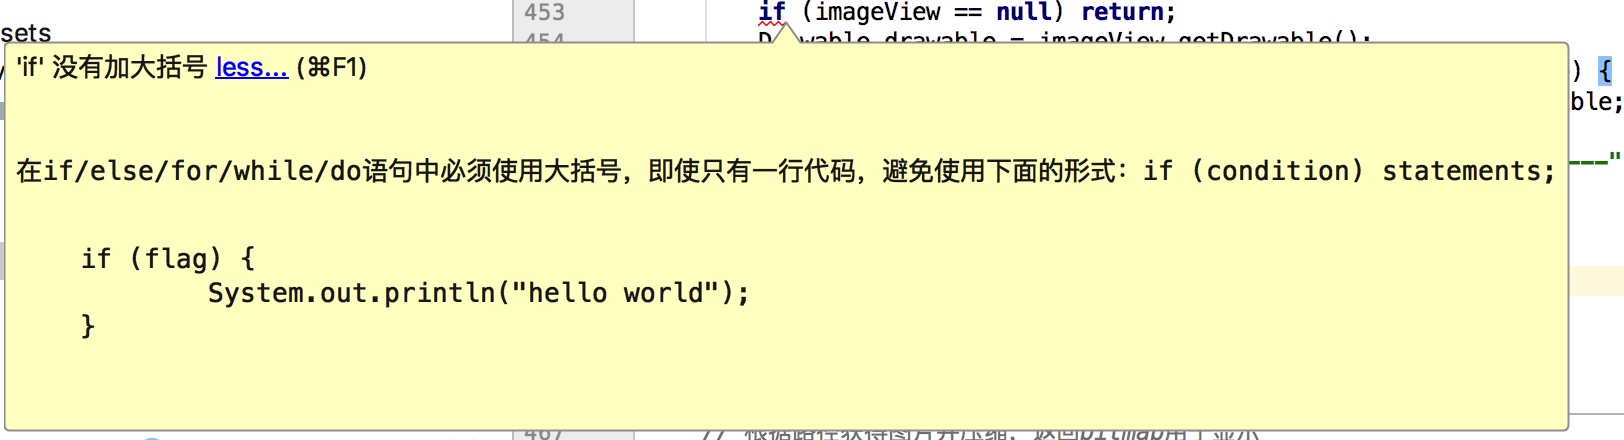 453 if (imageView == null) return;
sets
'if' 没有加大括号 less... (⌘F1)
) {
ble;
在if/else/for/while/do语句中必须使用大括号，即使只有一行代码，避免使用下面的形式：if (condition) statements;
---"
if (flag) {
System.out.println("hello world");
}